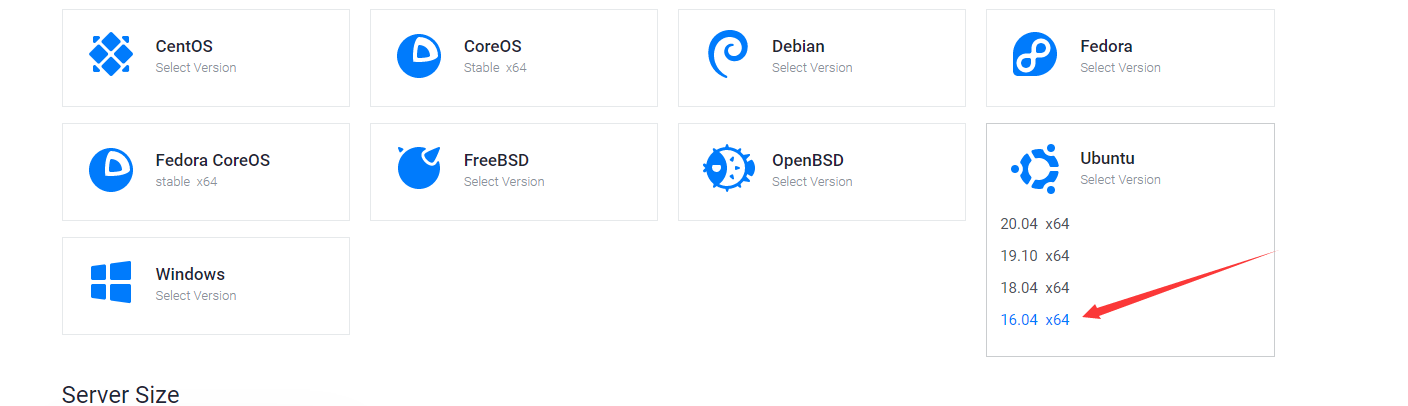 CentOS
Select Version
CoreOS
Stable x64
Debian
Select Version
Fedora
Select Version
Fedora CoreOS
stable x64
FreeBSD
Select Version
OpenBSD
Select Version
Ubuntu
Select Version
20.04 x64
19.10 x64
18.04 x64
16.04 x64
Windows
Select Version
Server Size